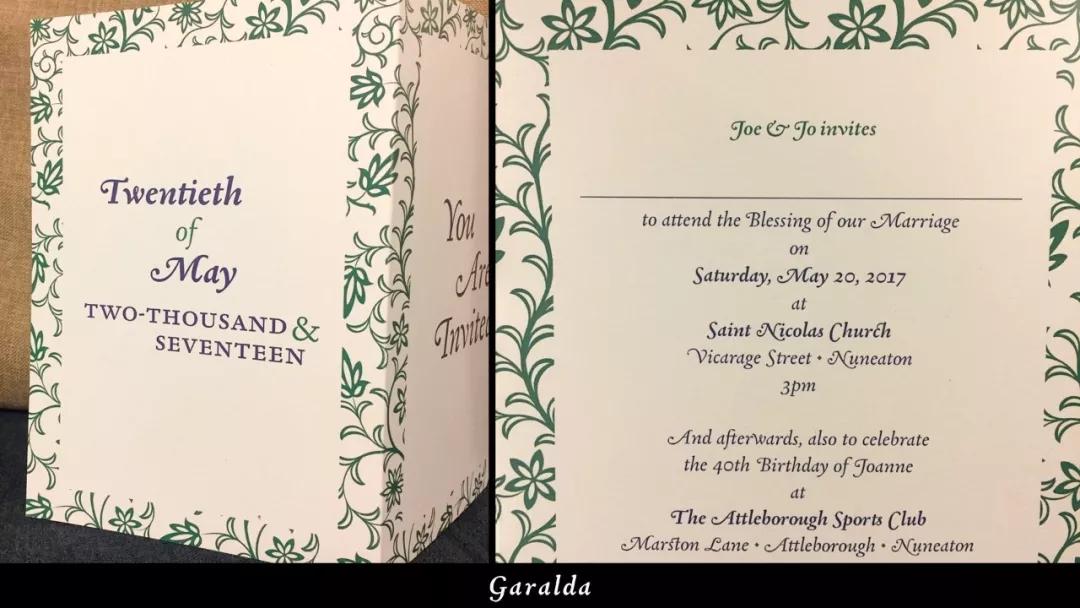 Twentieth
of
May
TWO-THOUSAND &
SEVENTEEN
You
Are
Invited
Joe & Jo invites
to attend the Blessing of our Marriage
on
Saturday, May 20, 2017
at
Saint Nicolas Church
Vicarage Street • Nuneaton
3pm
And afterwards, also to celebrate
the 40th Birthday of Joanne
at
The Attleborough Sports Club
Marston Lane • Attleborough • Nuneaton
Garalda